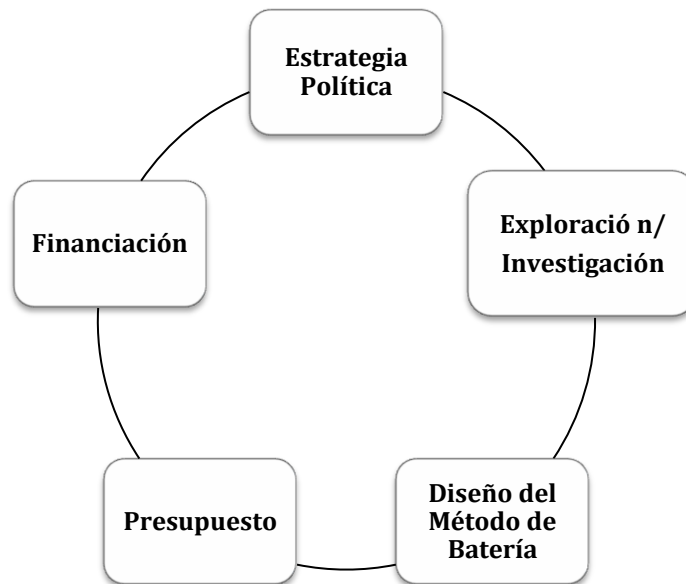 Estrategia
Política
Exploració n/
Investigación
Diseño del
Método de
Batería
Presupuesto
Financiación